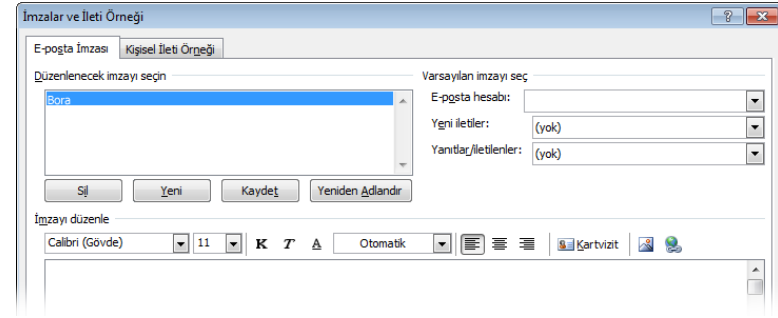 İmzalar ve İleti Örneği
E-posta İmzası Kişisel İleti Örneği
Düzenlenecek imzayı seçin
Bora
Sil Yeni Kaydet Yeniden Adlandır
Varsayılan imzayı seç
E-posta hesabı:
Yeni iletiler: (yok)
Yanıtlar/iletilenler: (yok)
İmzayı düzenle
Calibri (Gövde) 11 K T A Otomatik Kartvizit